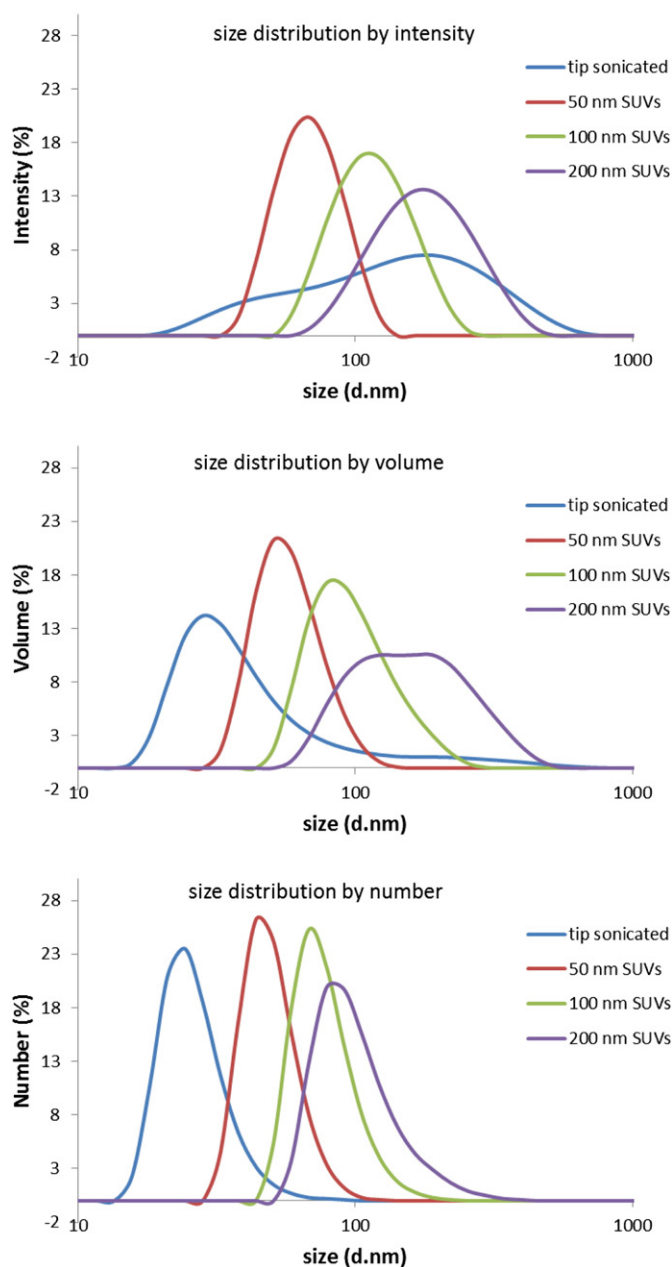 size distribution by intensity
28
23
18
13
8
3
-2
Intensity (%)
10
100
1000
size (d.nm)
tip sonicated
50 nm SUVs
100 nm SUVs
200 nm SUVs
size distribution by volume
28
23
18
13
8
3
-2
Volume (%)
10
100
1000
size (d.nm)
tip sonicated
50 nm SUVs
100 nm SUVs
200 nm SUVs
size distribution by number
28
23
18
13
8
3
-2
Number (%)
10
100
1000
size (d.nm)
tip sonicated
50 nm SUVs
100 nm SUVs
200 nm SUVs